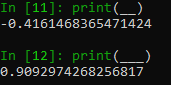 In [11]: print(__)
-0.4161468365471424
In [12]: print(___)
0.9092974268256817